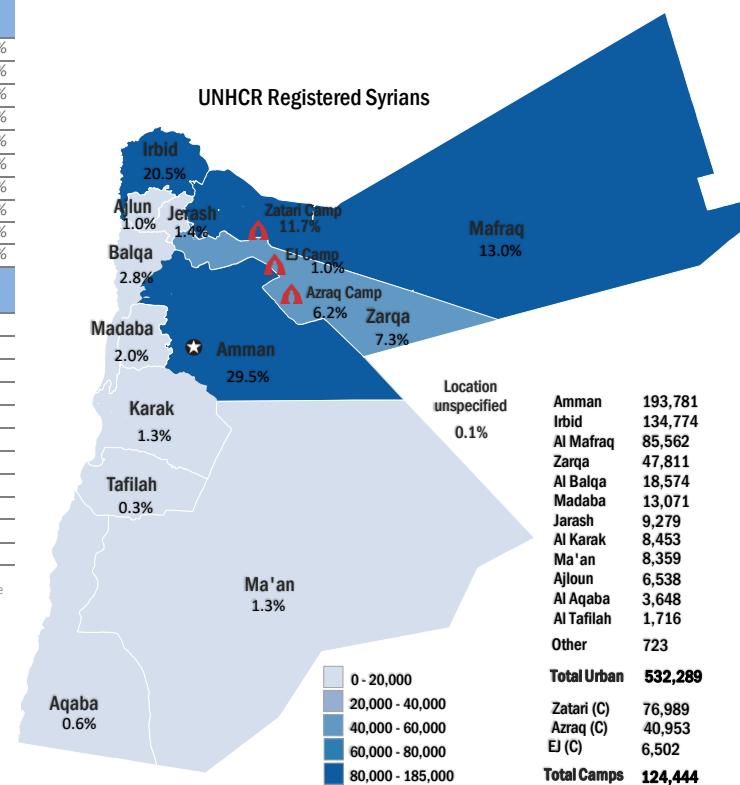 %
%
%
%
%
%
%
%
%
%
UNHCR Registered Syrians
Irbid
20.5%
Ajlun
1.0%
Jerash
1.4%
Zatari Camp
11.7%
Mafraq
13.0%
Balqa
2.8%
EJ Camp
1.0%
Azraq Camp
6.2%
Zarqa
7.3%
Madaba
2.0%
Amman
29.5%
Karak
1.3%
Location
unspecified
0.1%
Tafilah
0.3%
Ma'an
1.3%
Aqaba
0.6%
e
0 - 20,000
20,000 - 40,000
40,000 - 60,000
60,000 - 80,000
80,000 - 185,000
Amman 193,781
Irbid 134,774
Al Mafraq 85,562
Zarqa 47,811
Al Balqa 18,574
Madaba 13,071
Jarash 9,279
Al Karak 8,453
Ma'an 8,359
Ajloun 6,538
Al Aqaba 3,648
Al Tafilah 1,716
Other 723
Total Urban 532,289
Zatari (C) 76,989
Azraq (C) 40,953
EJ (C) 6,502
Total Camps 124,444